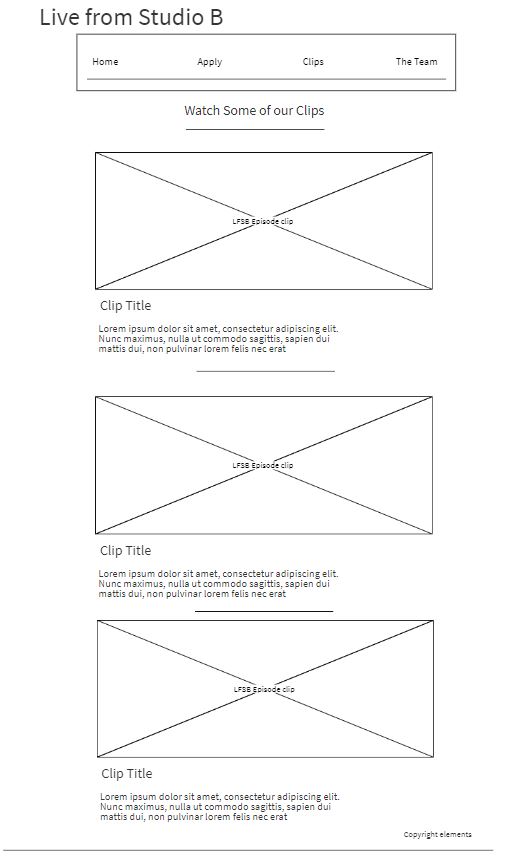 Live from Studio B
Home Apply Clips The Team
Watch Some of our Clips
LFSB Episode clip
Clip Title
Lorem ipsum dolor sit amet, consectetur adipiscing elit.
Nunc maximus, nulla ut commodo sagittis, sapien dui
mattis dui, non pulvinar lorem felis nec erat
LFSB Episode clip
Clip Title
Lorem ipsum dolor sit amet, consectetur adipiscing elit.
Nunc maximus, nulla ut commodo sagittis, sapien dui
mattis dui, non pulvinar lorem felis nec erat
LFSB Episode clip
Clip Title
Lorem ipsum dolor sit amet, consectetur adipiscing elit.
Nunc maximus, nulla ut commodo sagittis, sapien dui
mattis dui, non pulvinar lorem felis nec erat
Copyright elements